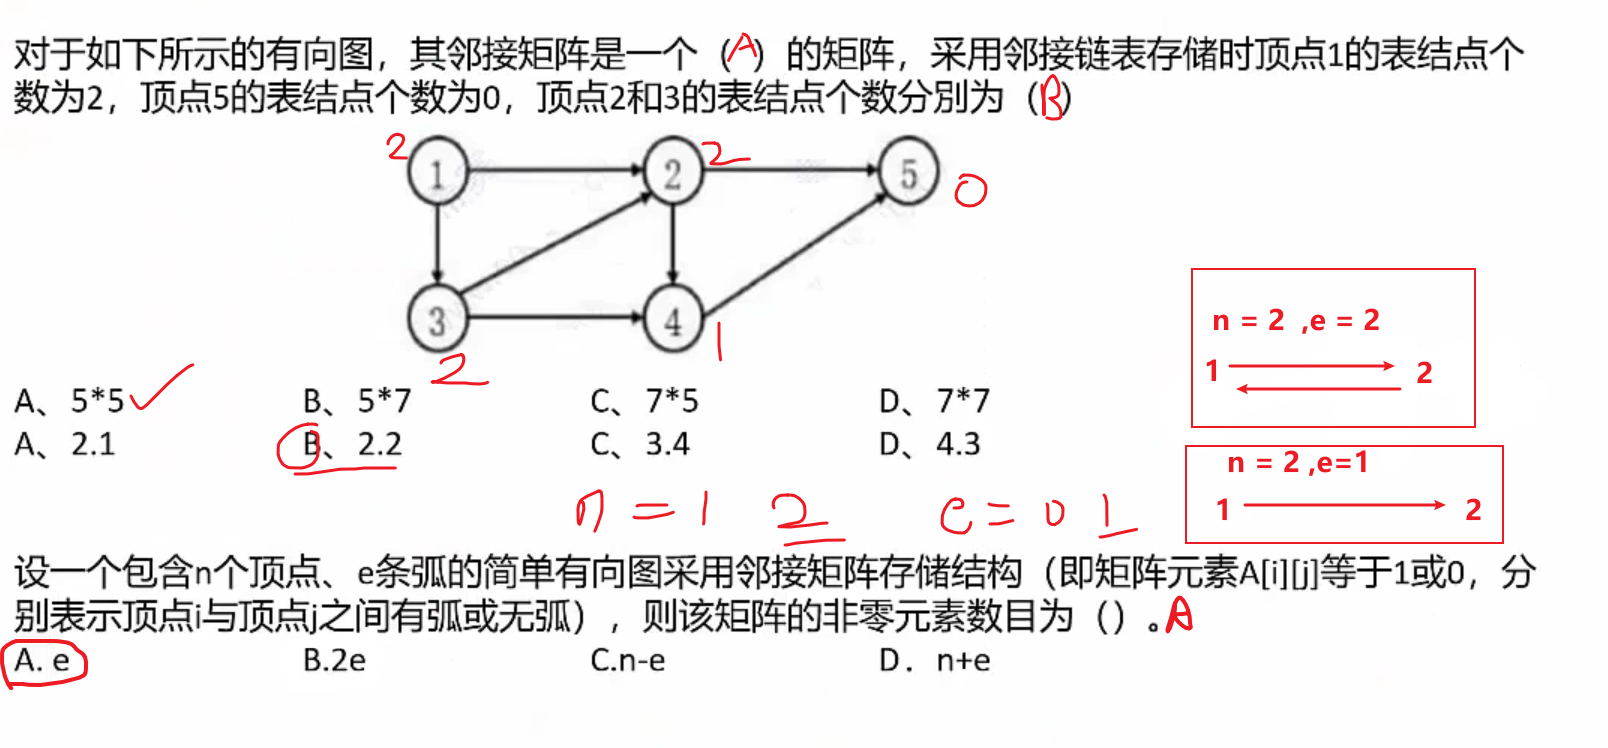 对于如下所示的有向图，其邻接矩阵是一个（A）的矩阵，采用邻接链表存储时顶点1的表结点个
数为2，顶点5的表结点个数为0，顶点2和3的表结点个数分别为（B）
2 1 2 2 5 0
3 2 4 1
n = 2 ,e = 2
1 2
A、5*5 B、5*7 C、7*5 D、7*7
A、2.1 B、2.2 C、3.4 D、4.3
n = 2 ,e=1
1 2
n = 1 2 e = 0 1
设一个包含n个顶点、e条弧的简单有向图采用邻接矩阵存储结构（即矩阵元素A[i][j]等于1或0，分
别表示顶点i与顶点j之间有弧或无弧），则该矩阵的非零元素数目为（）。A
A. e B.2e C.n-e D. n+e